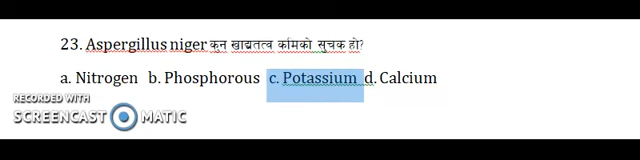 23. Aspergillus niger कुन खाद्यतत्व कमिको सुचक हो?
a. Nitrogen b. Phosphorous c. Potassium d. Calcium
RECORDED WITH
SCREENCAST MATIC